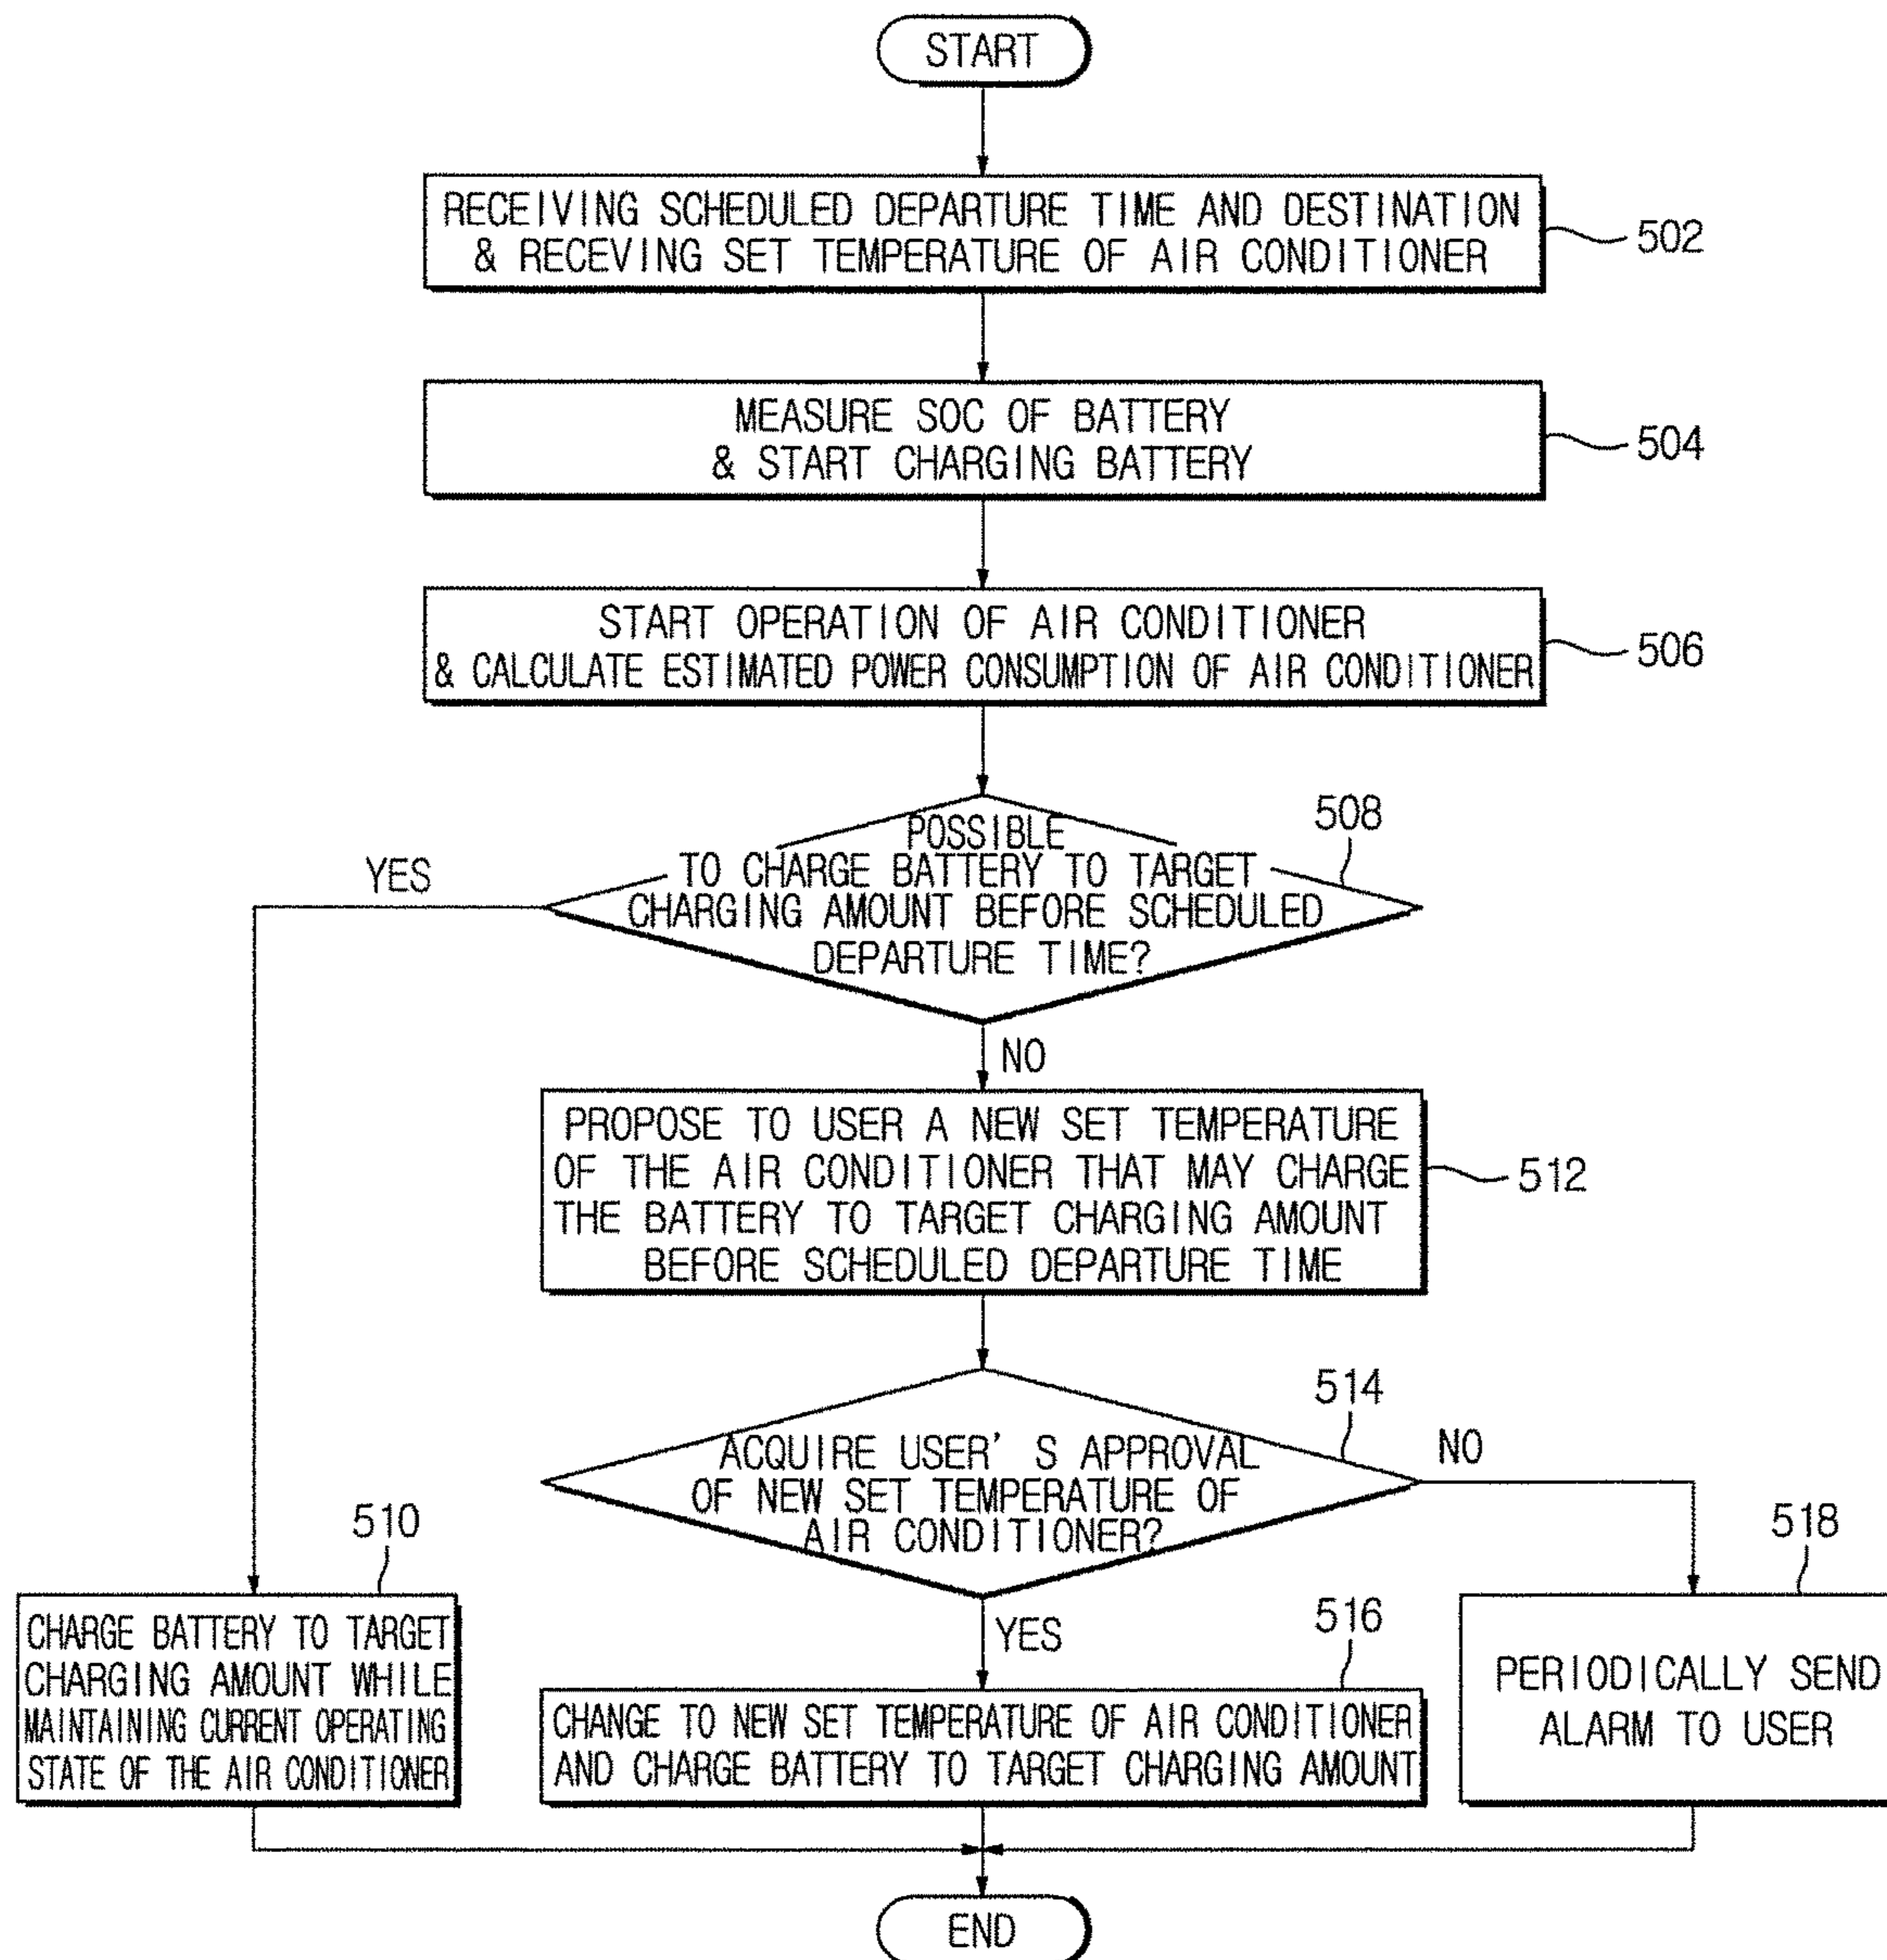 START
RECEIVING SCHEDULED DEPARTURE TIME AND DESTINATION
& RECEVING SET TEMPERATURE OF AIR CONDITIONER
502
MEASURE SOC OF BATTERY
& START CHARGING BATTERY
504
START OPERATION OF AIR CONDITIONER
& CALCULATE ESTIMATED POWER CONSUMPTION OF AIR CONDITIONER
506
POSSIBLE
TO CHARGE BATTERY TO TARGET
CHARGING AMOUNT BEFORE SCHEDULED
DEPARTURE TIME?
508
YES
NO
PROPOSE TO USER A NEW SET TEMPERATURE
OF THE AIR CONDITIONER THAT MAY CHARGE
THE BATTERY TO TARGET CHARGING AMOUNT
BEFORE SCHEDULED DEPARTURE TIME
512
ACQUIRE USER' S APPROVAL
OF NEW SET TEMPERATURE OF
AIR CONDITIONER?
514
NO
YES
510
CHARGE BATTERY TO TARGET
CHARGING AMOUNT WHILE
MAINTAINING CURRENT OPERATING
STATE OF THE AIR CONDITIONER
516
CHANGE TO NEW SET TEMPERATURE OF AIR CONDITIONER
AND CHARGE BATTERY TO TARGET CHARGING AMOUNT
518
PERIODICALLY SEND
ALARM TO USER
END